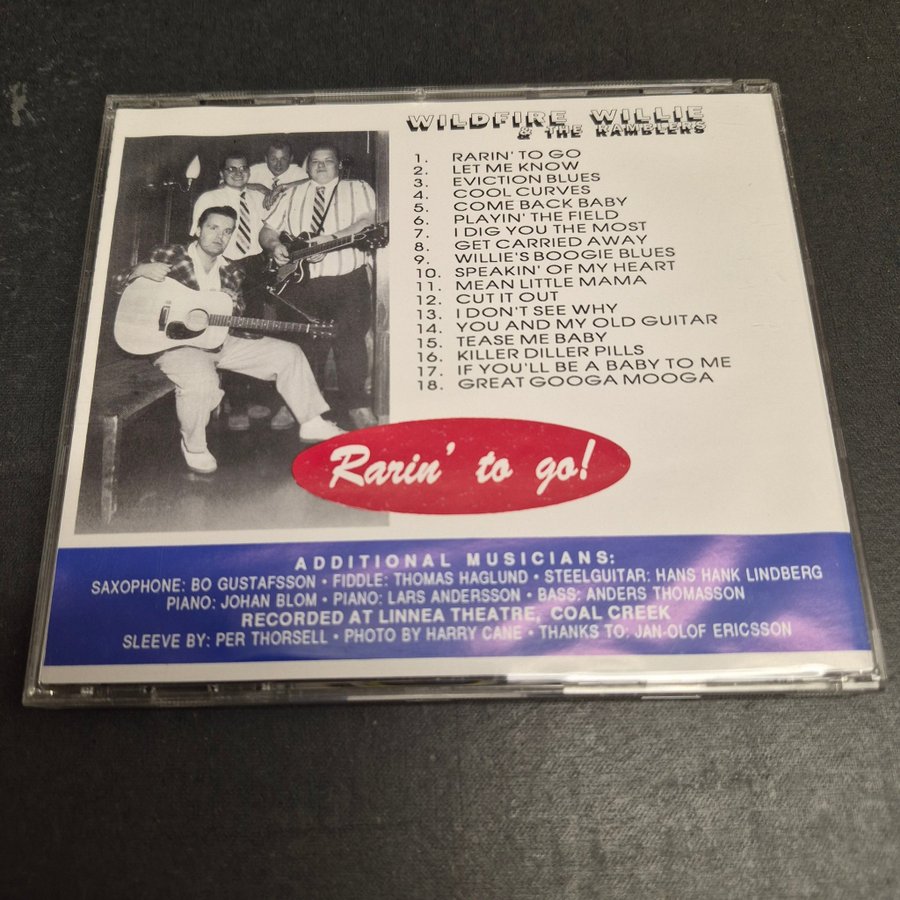 WILDFIRE WILLIE
& THE RAMBLERS
1. RARIN' TO GO
2. LET ME KNOW
3. EVICTION BLUES
4. COOL CURVES
5. COME BACK BABY
6. PLAYIN' THE FIELD
7. I DIG YOU THE MOST
8. GET CARRIED AWAY
9. WILLIE'S BOOGIE BLUES
10. SPEAKIN' OF MY HEART
11. MEAN LITTLE MAMA
12. CUT IT OUT
13. I DON'T SEE WHY
14. YOU AND MY OLD GUITAR
15. TEASE ME BABY
16. KILLER DILLER PILLS
17. IF YOU'LL BE A BABY TO ME
18. GREAT GOOGA MOOGA
Rarin' to go!
ADDITIONAL MUSICIANS:
SAXOPHONE: BO GUSTAFSSON • FIDDLE: THOMAS HAGLUND • STEELGUITAR: HANS HANK LINDBERG
PIANO: JOHAN BLOM • PIANO: LARS ANDERSSON • BASS: ANDERS THOMASSON
RECORDED AT LINNEA THEATRE, COAL CREEK
SLEEVE BY: PER THORSELL • PHOTO BY HARRY CANE • THANKS TO: JAN-OLOF ERICSSON